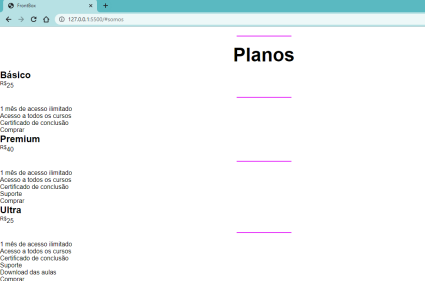 FrontBox
127.0.0.1:5500/#somos
Planos
Básico
R$25
1 mês de acesso ilimitado
Acesso a todos os cursos
Certificado de conclusão
Comprar
Premium
R$40
1 mês de acesso ilimitado
Acesso a todos os cursos
Certificado de conclusão
Suporte
Comprar
Ultra
R$25
1 mês de acesso ilimitado
Acesso a todos os cursos
Certificado de conclusão
Suporte
Download das aulas
Comprar